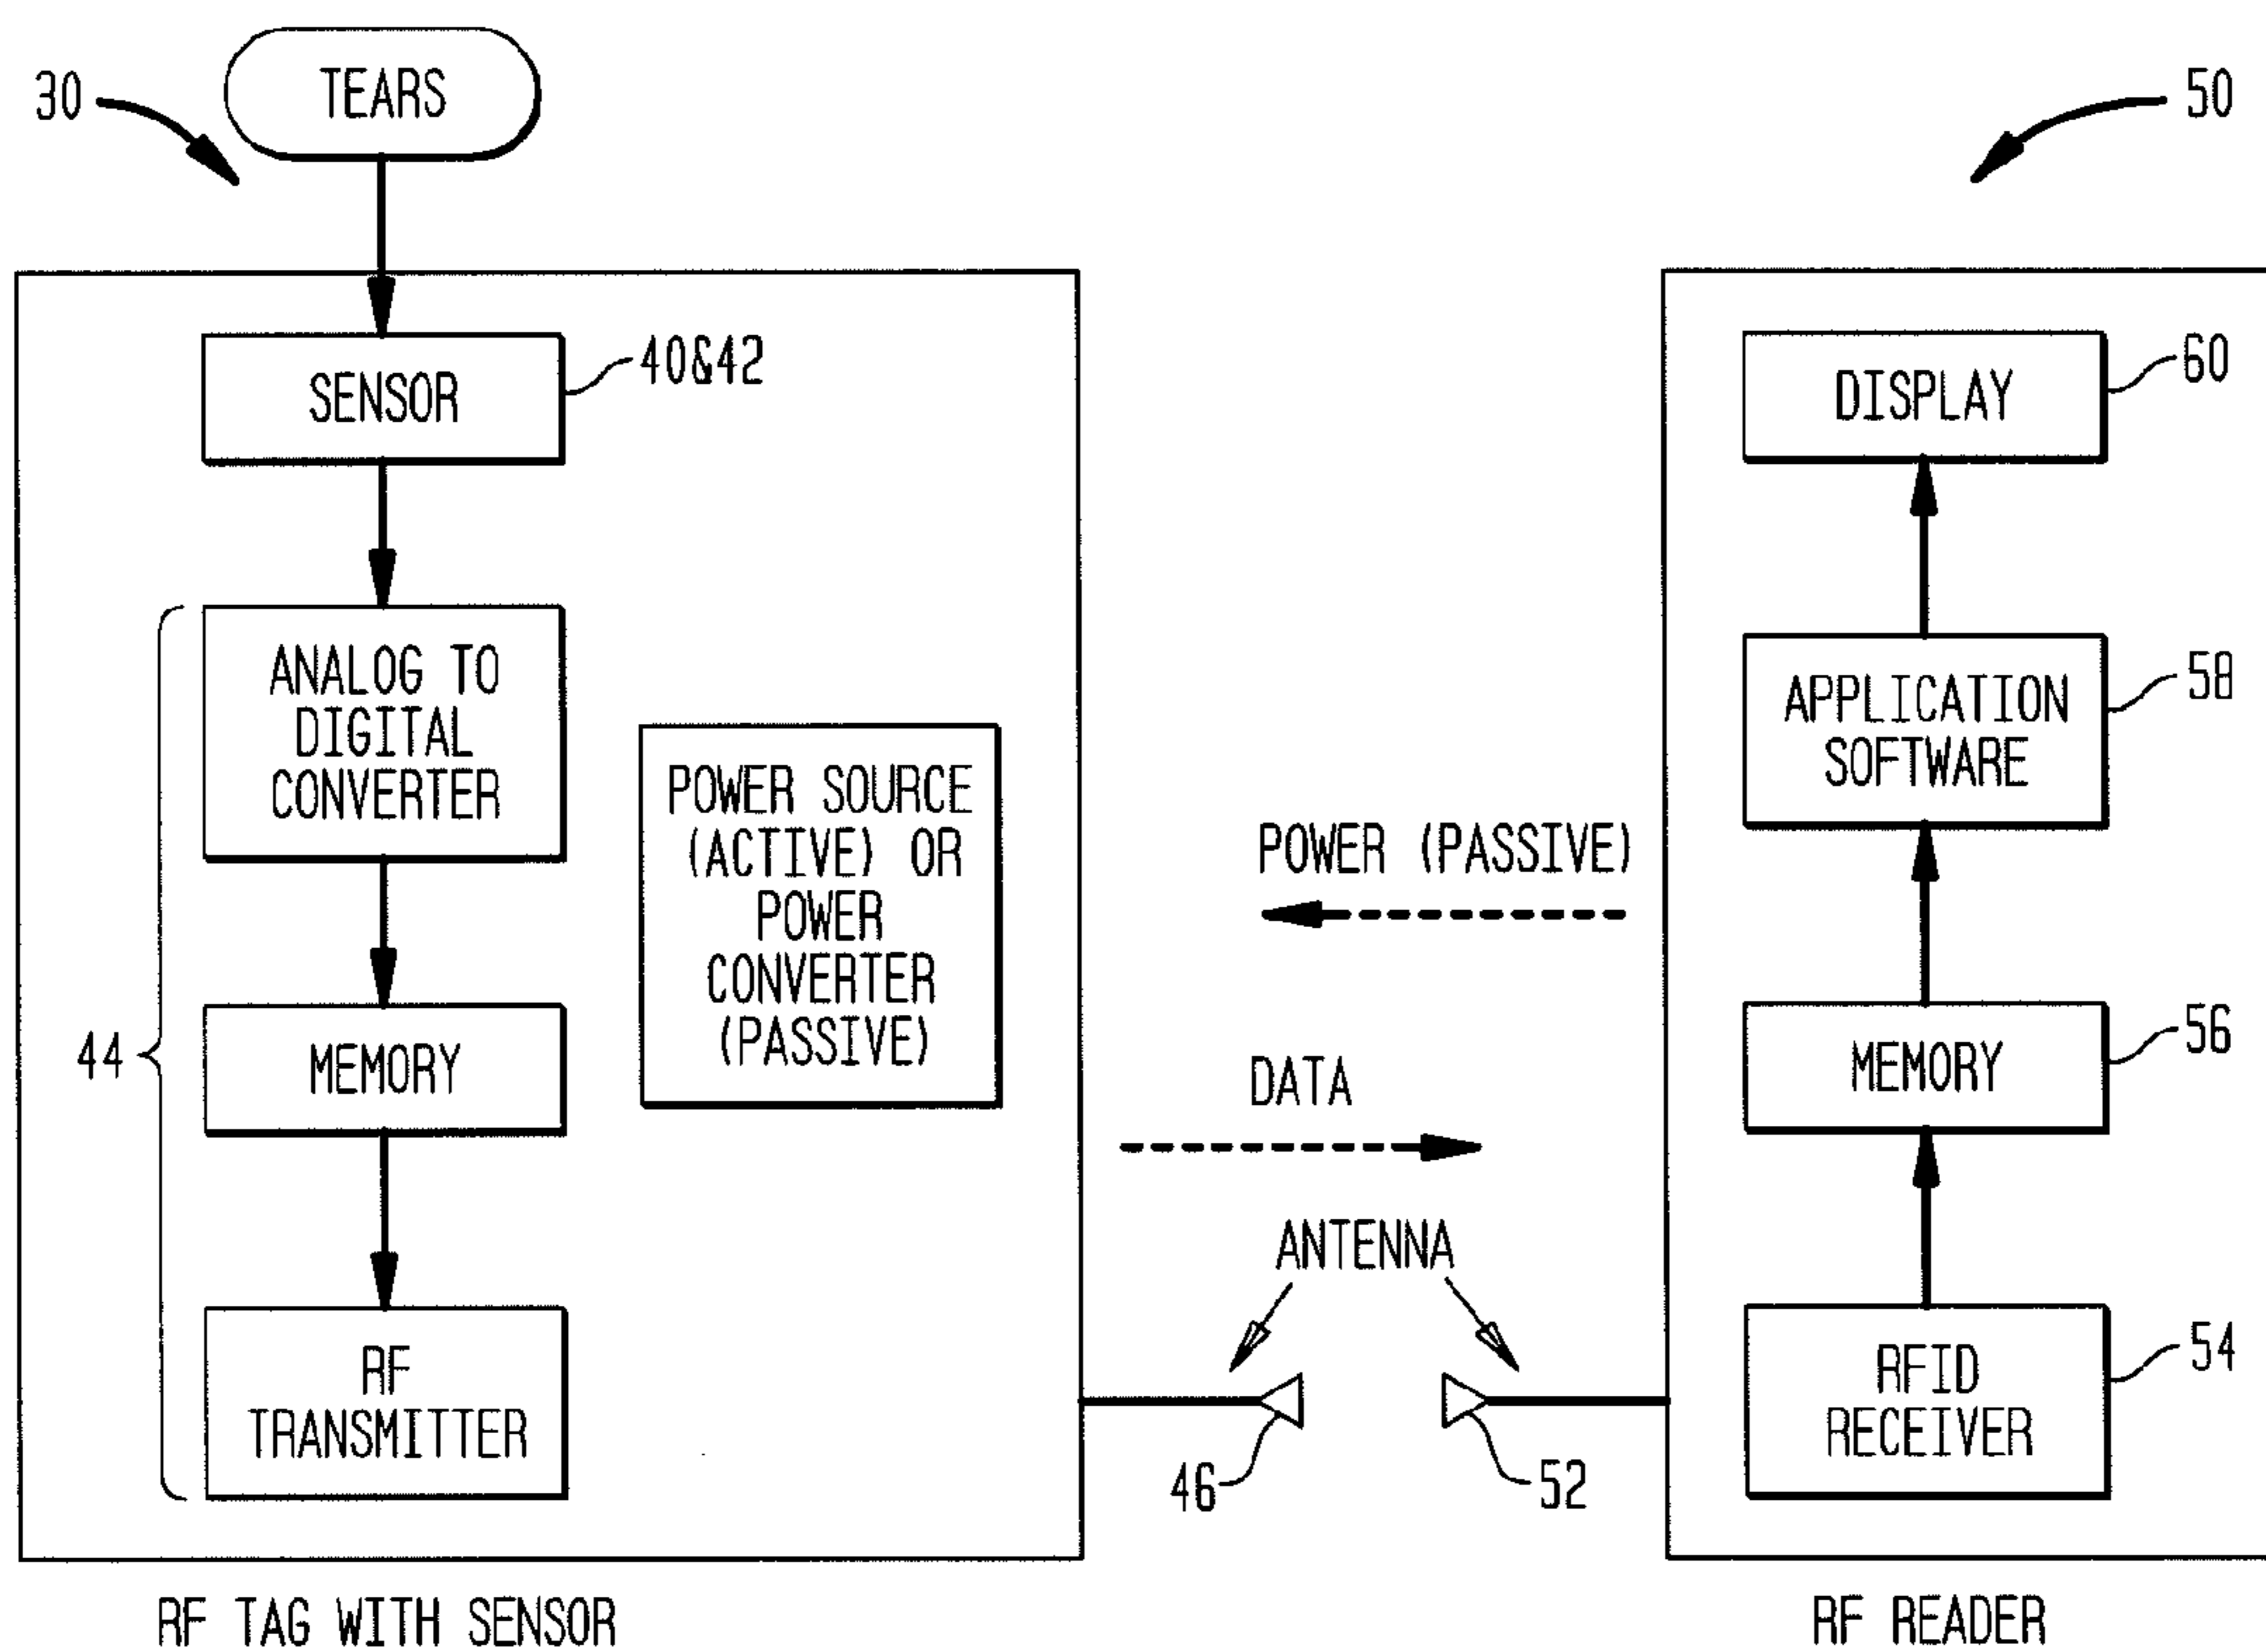 30
TEARS
50
SENSOR
40&42
DISPLAY
60
ANALOG TO
DIGITAL
CONVERTER
POWER SOURCE
(ACTIVE) OR
POWER
CONVERTER
(PASSIVE)
APPLICATION
SOFTWARE
58
POWER (PASSIVE)
44
MEMORY
DATA
MEMORY
56
ANTENNA
RF
TRANSMITTER
46
52
RFID
RECEIVER
54
RF TAG WITH SENSOR
RF READER